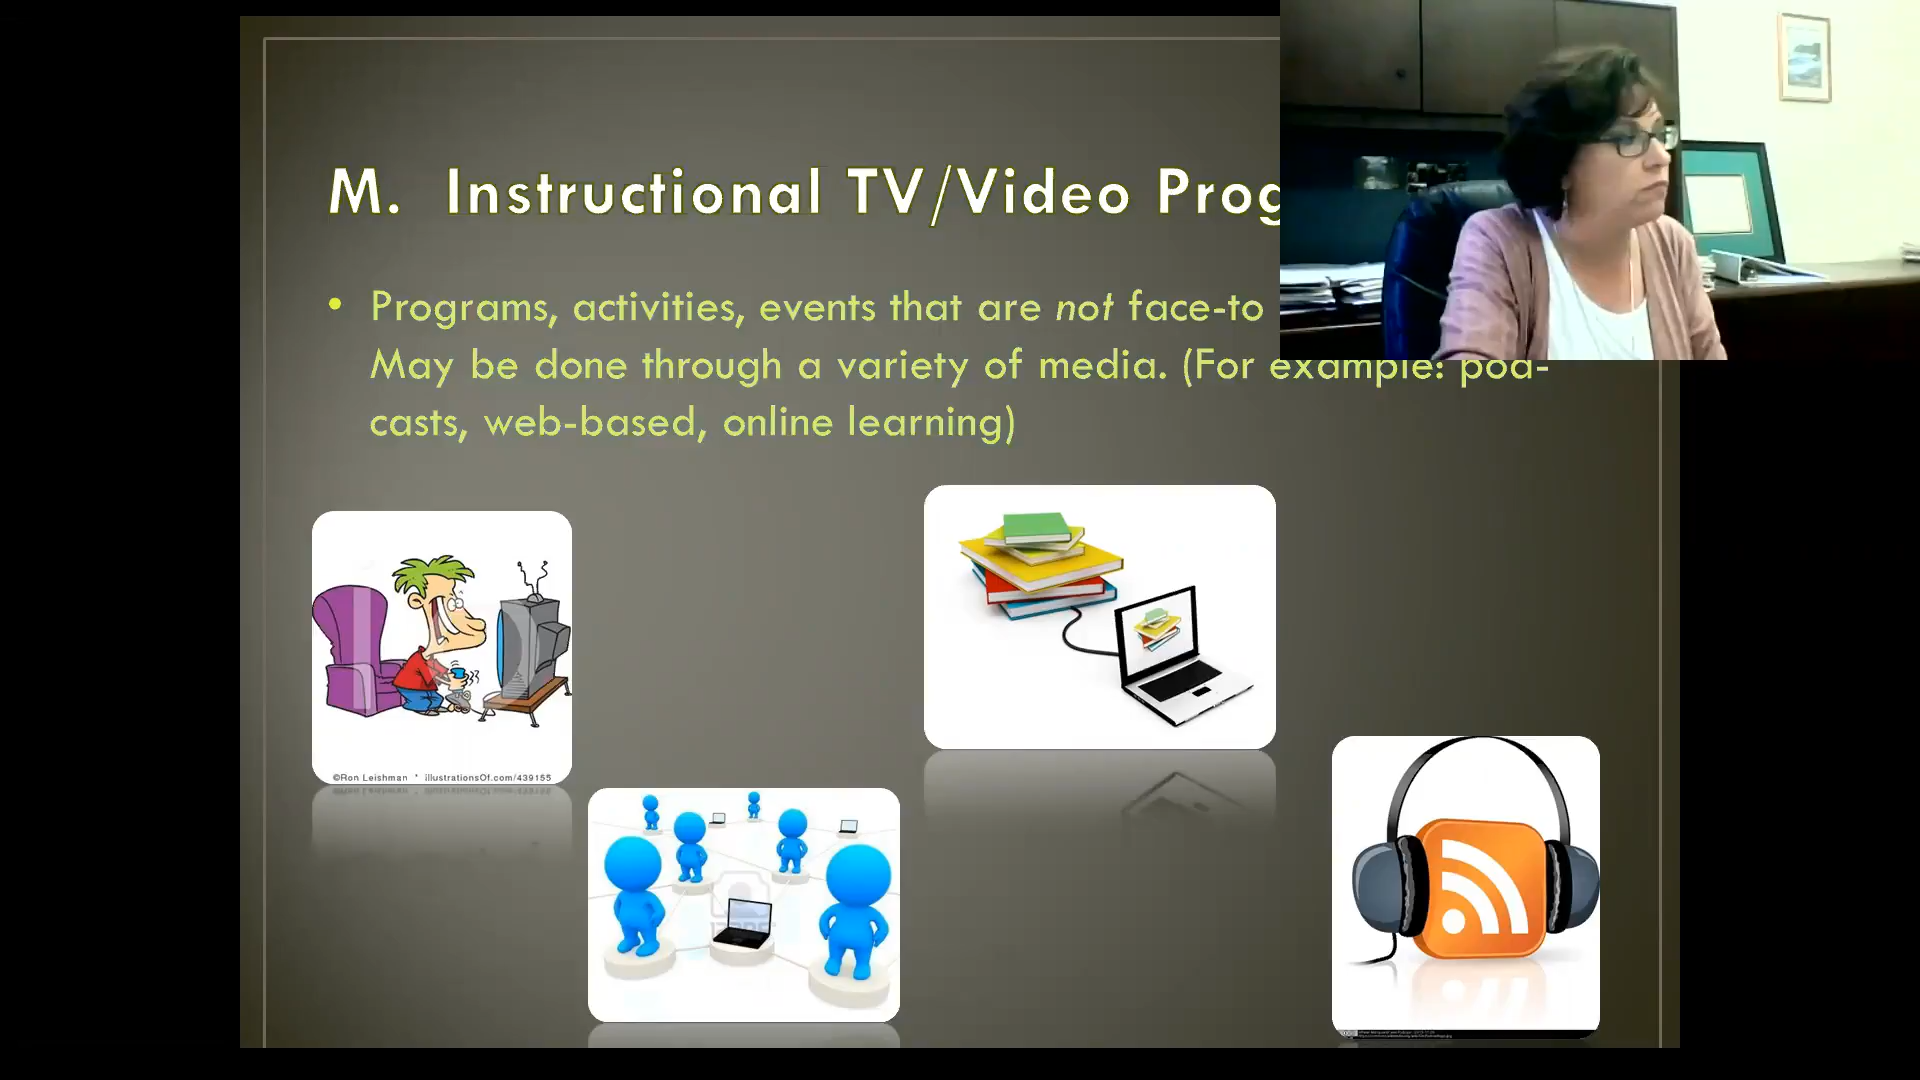 M. Instructional TV/Video Prog
• Programs, activities, events that are not face-to
May be done through a variety of media. (For example: pod-
casts, web-based, online learning)
©Ron Leishman * illustrationsOf.com/439155